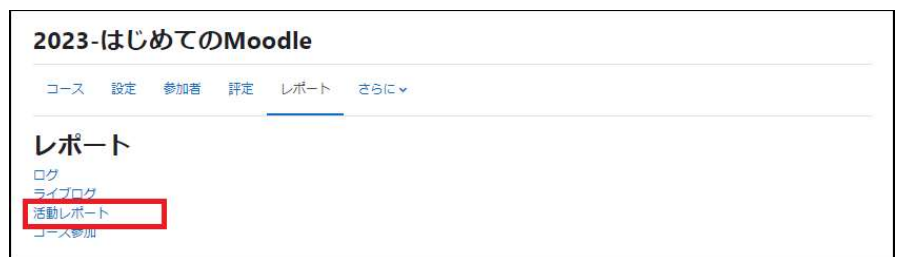 2023-はじめてのMoodle
コース 設定 参加者 評定 レポート さらに
レポート
ログ
ライブログ
活動レポート
コース参加